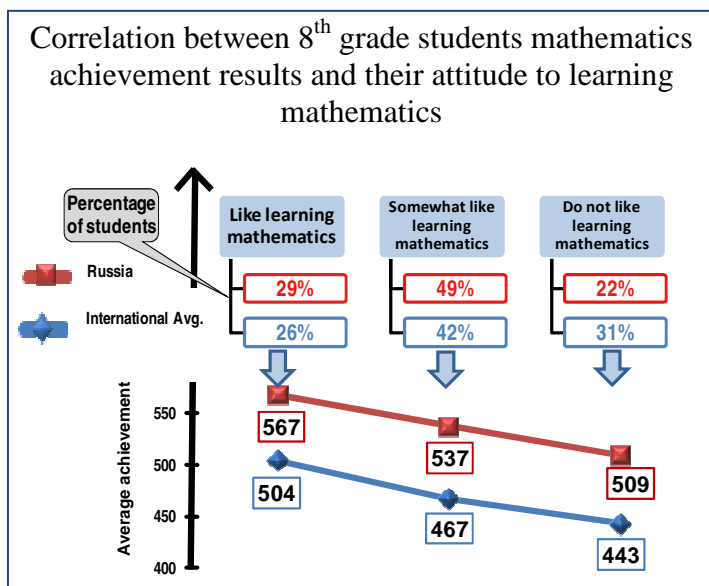 Correlation between 8th grade students mathematics
achievement results and their attitude to learning
mathematics
Percentage
of students
Like learning
mathematics
Somewhat like
learning
mathematics
Do not like
learning
mathematics
Russia
29%
49%
22%
International Avg.
26%
42%
31%
Average achievement
550
500
450
400
567
537
509
504
467
443